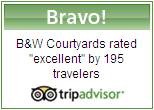 Bravo!
B&W Courtyards rated
"excellent" by 195
travelers
tripadvisor®